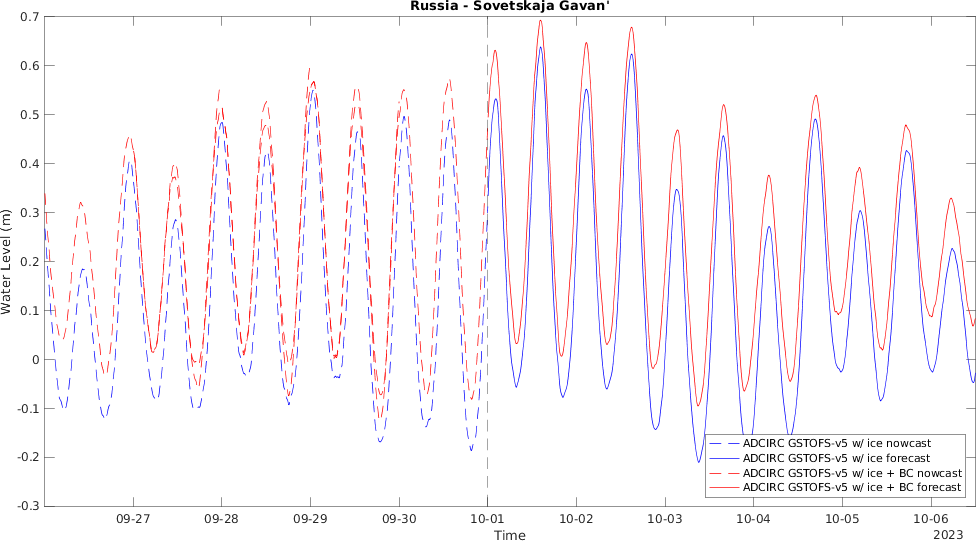 Russia - Sovetskaja Gavan'
0.7
0.6
0.5
0.4
0.3
0.2
0.1
0
-0.1
-0.2
-0.3
Water Level (m)
ADCIRC GSTOFS-v5 w/ ice nowcast
ADCIRC GSTOFS-v5 w/ ice forecast
ADCIRC GSTOFS-v5 w/ ice + BC nowcast
ADCIRC GSTOFS-v5 w/ ice + BC forecast
09-27 09-28 09-29 09-30 10-01 10-02 10-03 10-04 10-05 10-06
Time
2023